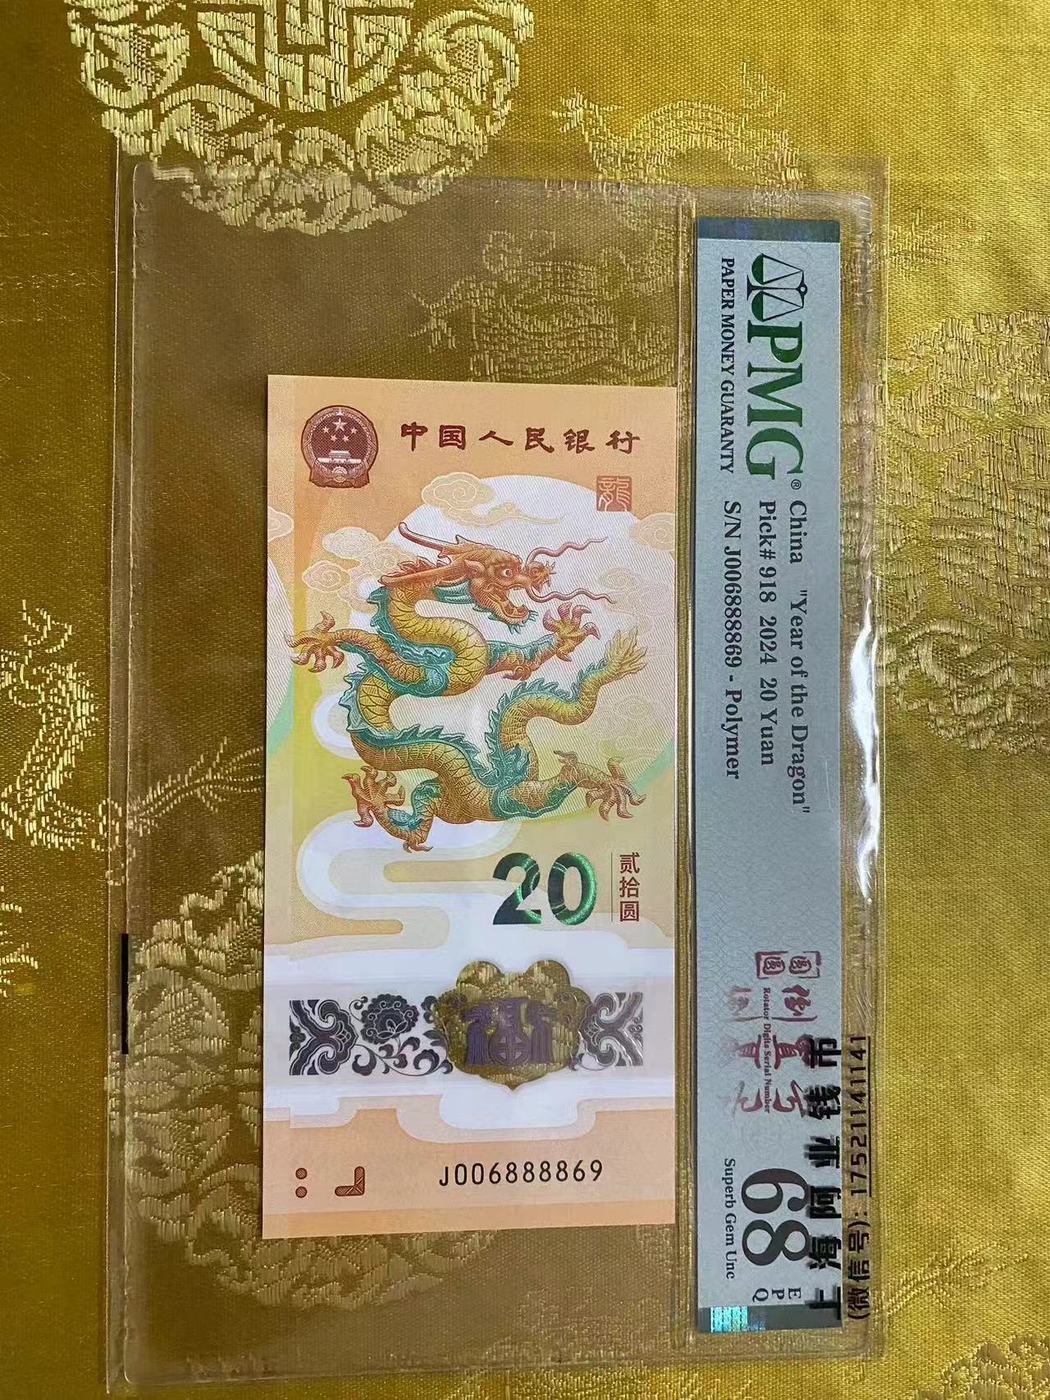 PMG®
PAPER MONEY GUARANTY
China "Year of the Dragon"
Pick# 918 2024 20 Yuan
S/N J006888869 - Polymer
Rotator Digits Serial Number
68
EPQ
Superb Gem Unc
上海阿亚钱币
(微信号): 17521141141
中国人民银行
龍
20
贰拾圆
福
J006888869